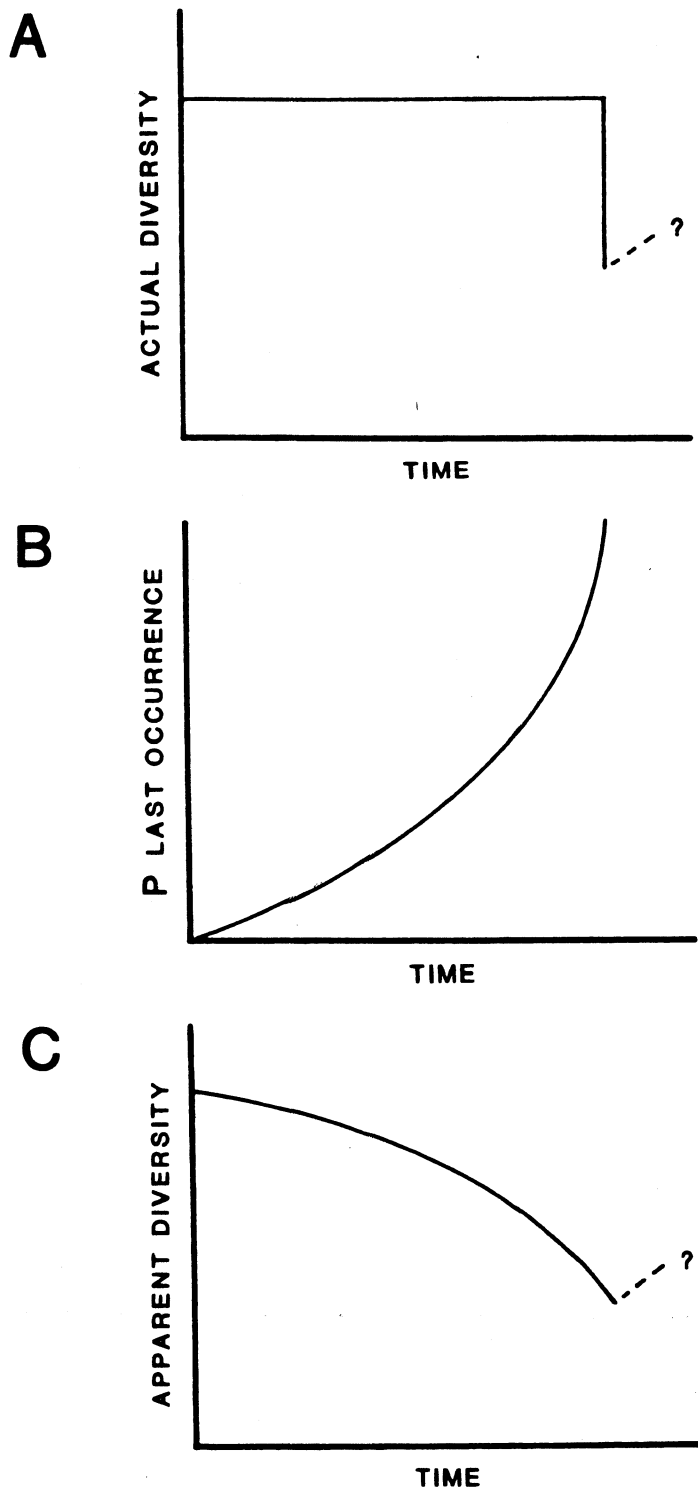 A
ACTUAL DIVERSITY
?
TIME
B
P LAST OCCURRENCE
TIME
C
APPARENT DIVERSITY
?
TIME